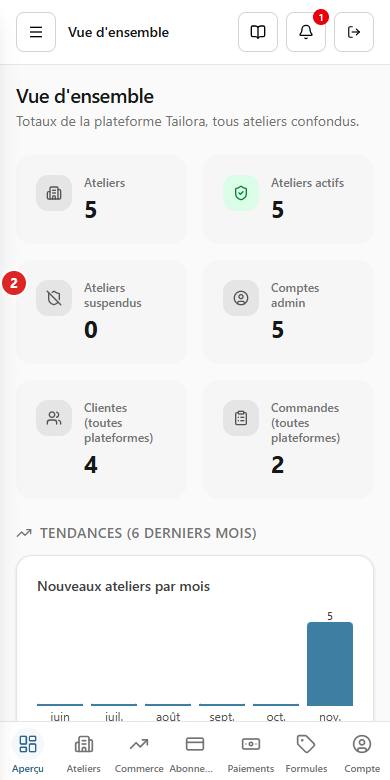 Vue d'ensemble
1
Vue d'ensemble
Totaux de la plateforme Tailora, tous ateliers confondus.
Ateliers
5
Ateliers actifs
5
2
Ateliers
suspendus
0
Comptes
admin
5
Clientes
(toutes
plateformes)
4
Commandes
(toutes
plateformes)
2
TENDANCES (6 DERNIERS MOIS)
Nouveaux ateliers par mois
5
juin juil. août sept. oct. nov.
Aperçu Ateliers Commerce Abonne... Paiements Formules Compte